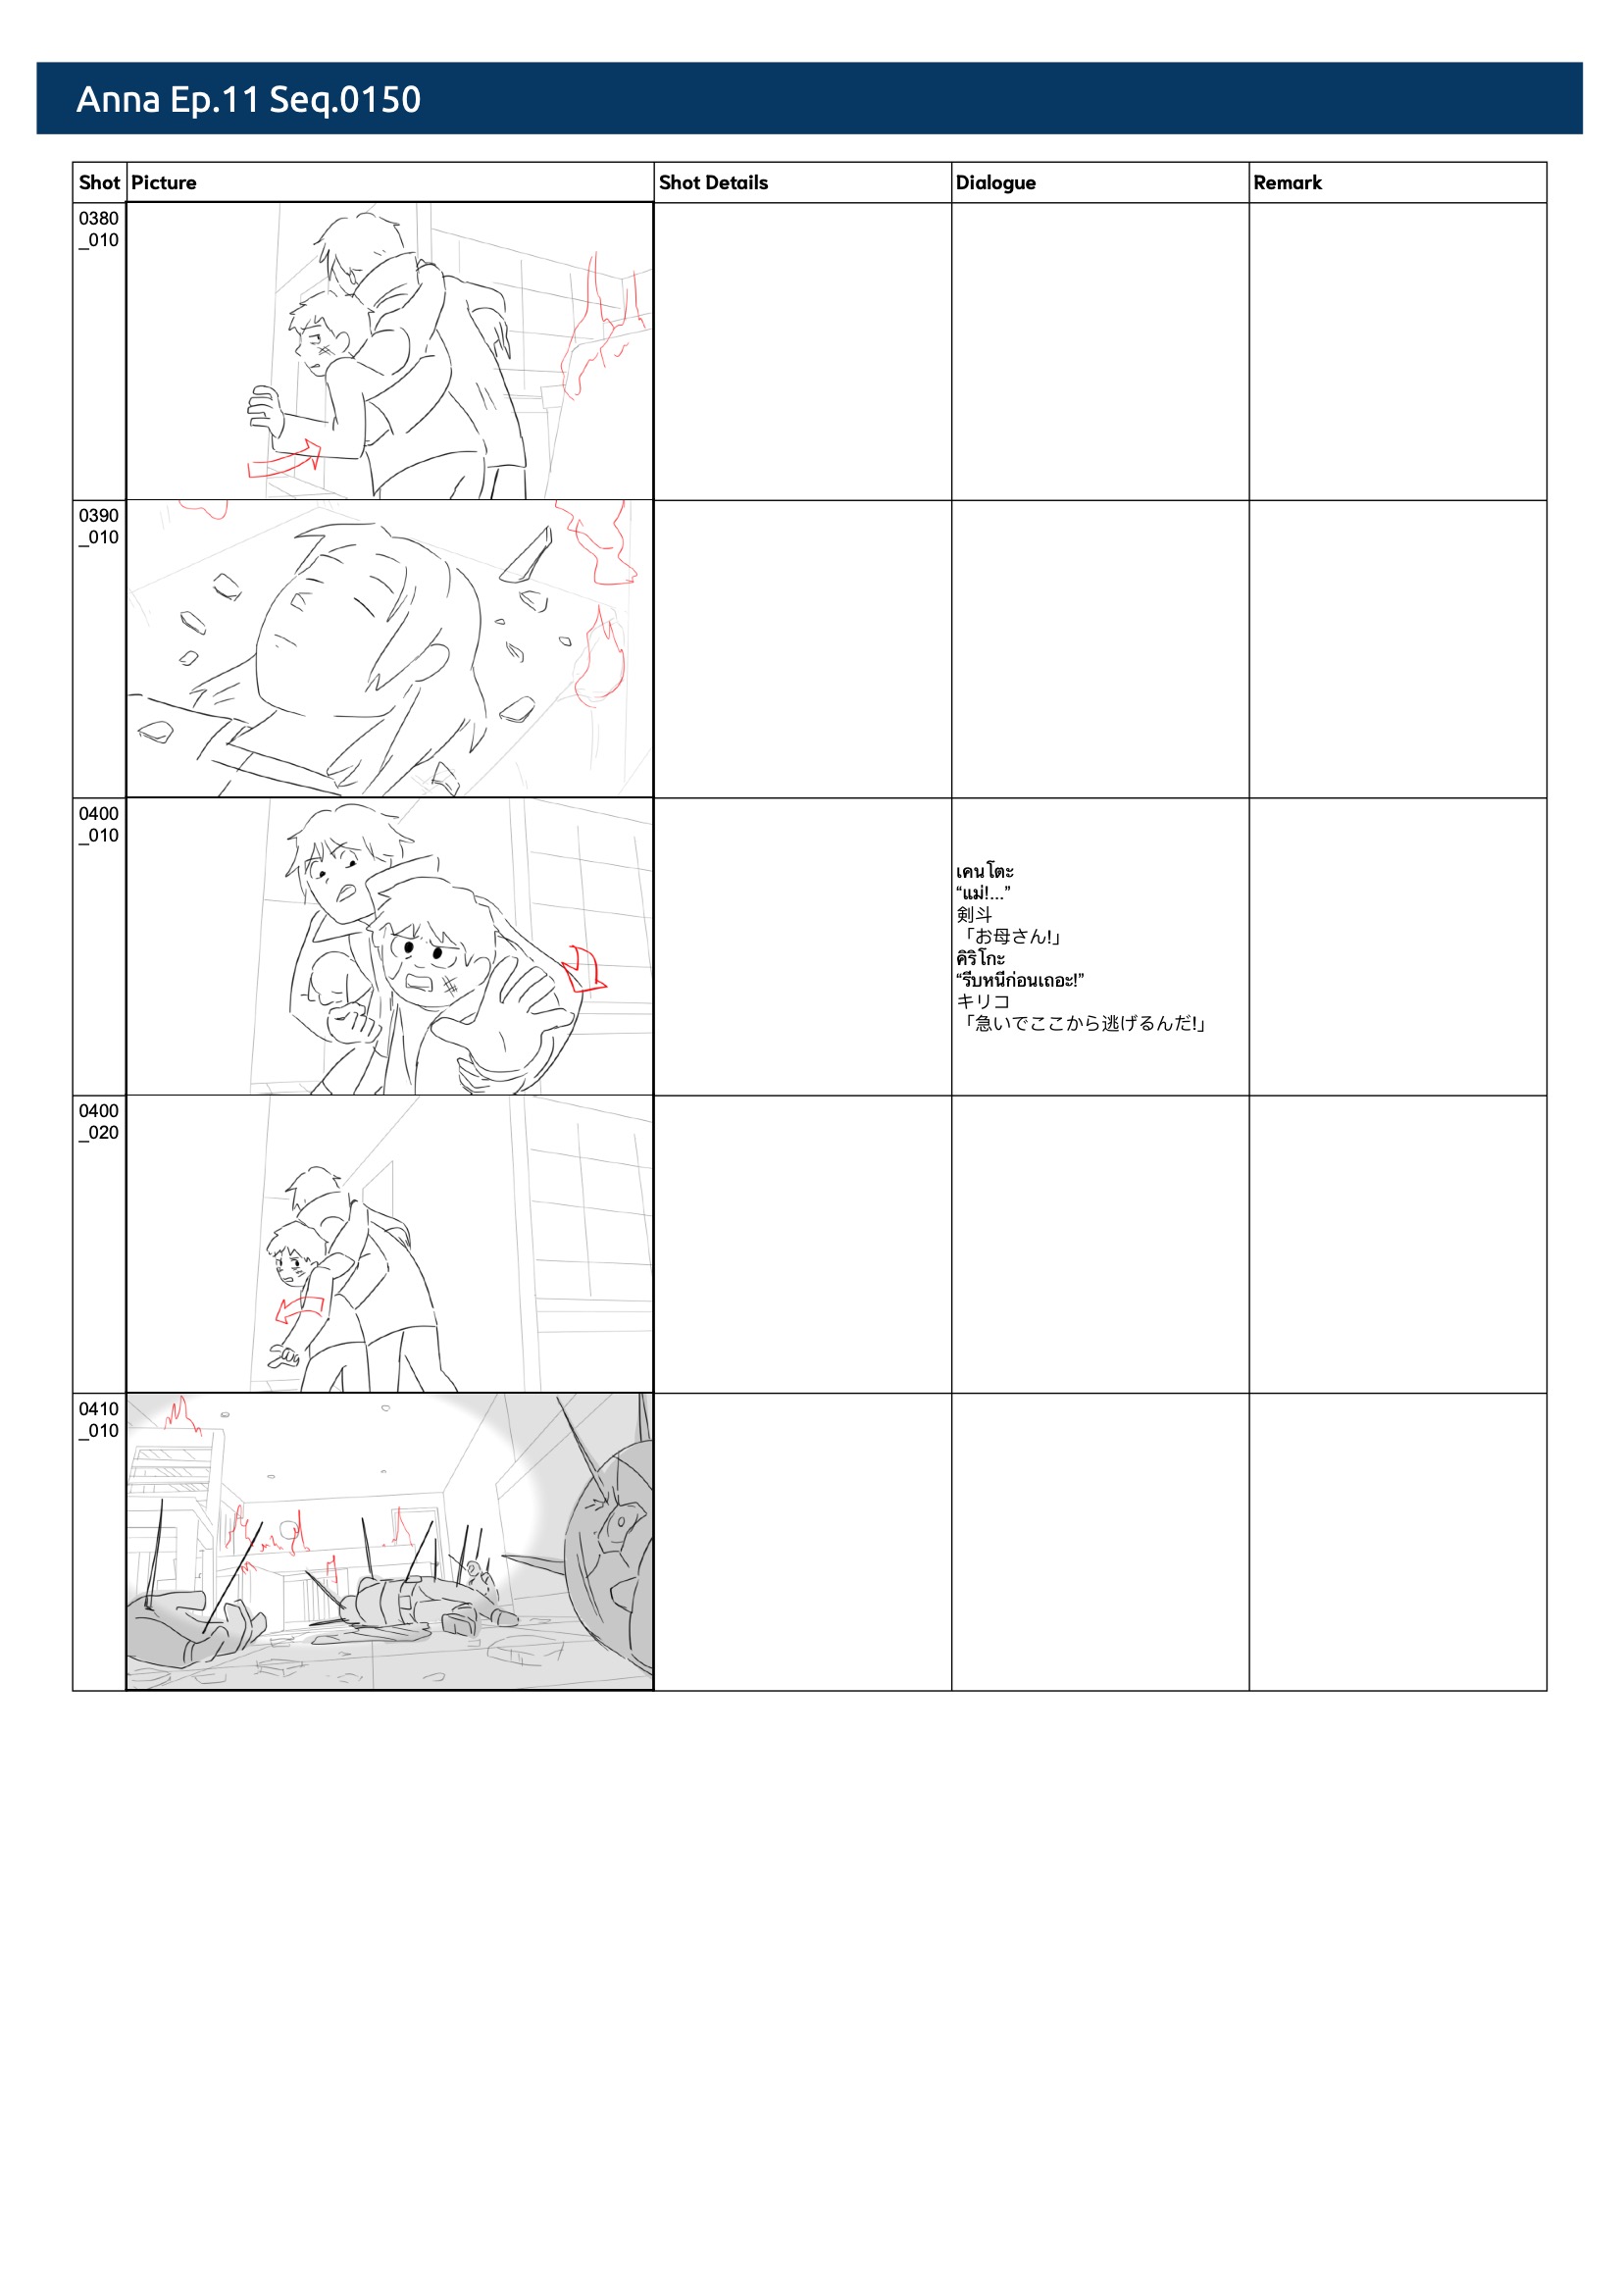 Anna Ep.11 Seq.0150
Shot Picture Shot Details Dialogue Remark
0380
_010
0390
_010
0400
_010
เคนโตะ
“แม่!...”
剣斗
「お母さん!」
คิริโกะ
“รีบหนีก่อนเถอะ!”
キリコ
「急いでここから逃げるんだ!」
0400
_020
0410
_010